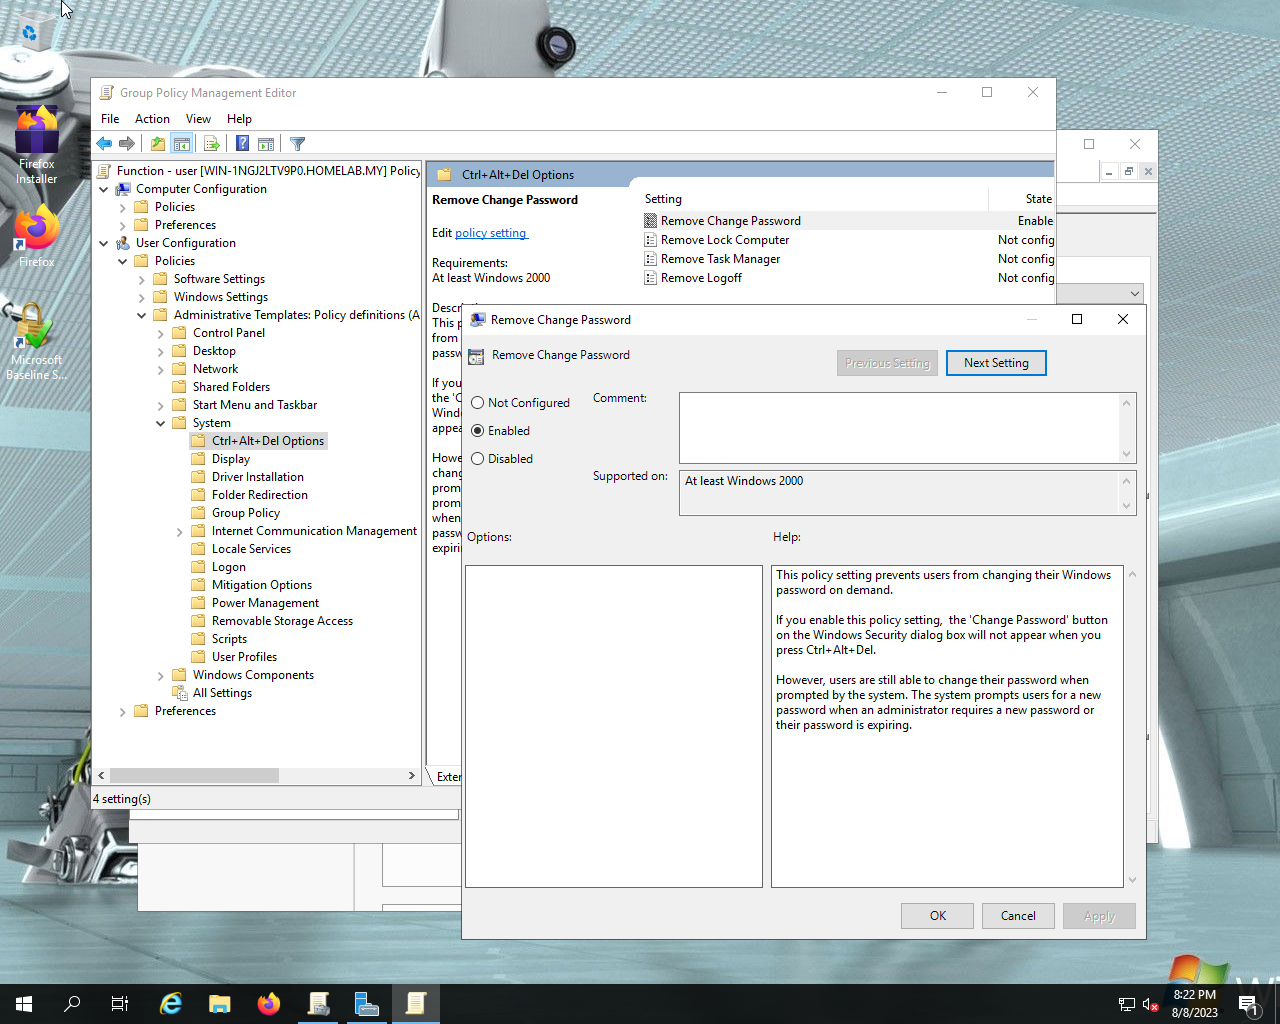 Firefox
Installer
Firefox
Microsoft
Baseline S...
Group Policy Management Editor
File Action View Help
Function - user [WIN-1NGJ2LTV9P0.HOMELAB.MY] Policy
Computer Configuration
Policies
Preferences
User Configuration
Policies
Software Settings
Windows Settings
Administrative Templates: Policy definitions (A
Control Panel
Desktop
Network
Shared Folders
Start Menu and Taskbar
System
Ctrl+Alt+Del Options
Display
Driver Installation
Folder Redirection
Group Policy
Internet Communication Management
Locale Services
Logon
Mitigation Options
Power Management
Removable Storage Access
Scripts
User Profiles
Windows Components
All Settings
Preferences
4 setting(s)
Ctrl+Alt+Del Options
Remove Change Password
Edit policy setting
Requirements:
At least Windows 2000
Descri
This p
from
passw
If you
the 'C
Windo
appea
Howe
chang
prom
prom
when
passw
expiri
Exter
Setting State
Remove Change Password Enable
Remove Lock Computer Not config
Remove Task Manager Not config
Remove Logoff Not config
Remove Change Password
Remove Change Password
Previous Setting Next Setting
Not Configured
Enabled
Disabled
Comment:
Supported on:
At least Windows 2000
Options:
Help:
This policy setting prevents users from changing their Windows
password on demand.
If you enable this policy setting, the 'Change Password' button
on the Windows Security dialog box will not appear when you
press Ctrl+Alt+Del.
However, users are still able to change their password when
prompted by the system. The system prompts users for a new
password when an administrator requires a new password or
their password is expiring.
OK Cancel Apply
8:22 PM
8/8/2023
1